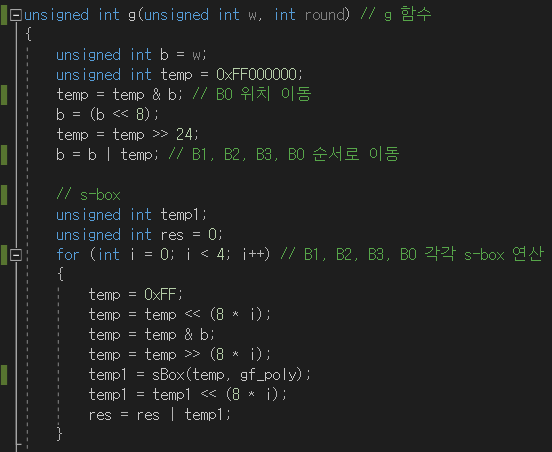 unsigned int g(unsigned int w, int round) // g 함수
{
unsigned int b = w;
unsigned int temp = 0xFF000000;
temp = temp & b; // B0 위치 이동
b = (b << 8);
temp = temp >> 24;
b = b | temp; // B1, B2, B3, B0 순서로 이동
// s-box
unsigned int temp1;
unsigned int res = 0;
for (int i = 0; i < 4; i++) // B1, B2, B3, B0 각각 s-box 연산
{
temp = 0xFF;
temp = temp << (8 * i);
temp = temp & b;
temp = temp >> (8 * i);
temp1 = sBox(temp, gf_poly);
temp1 = temp1 << (8 * i);
res = res | temp1;
}